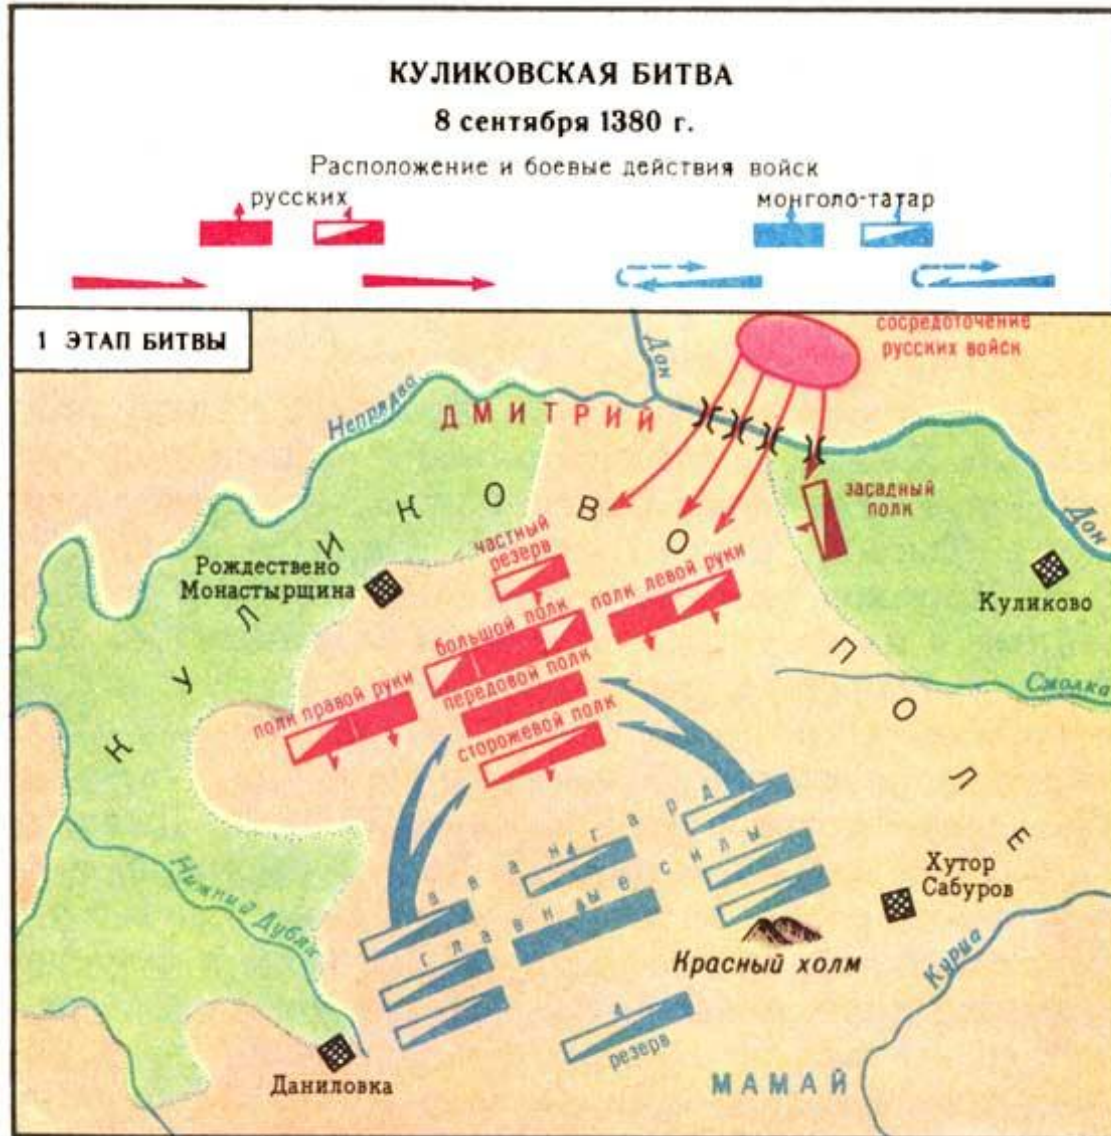 КУЛИКОВСКАЯ БИТВА
8 сентября 1380 г.
Расположение и боевые действия войск
русских
монголо-татар
1 ЭТАП БИТВЫ
сосредоточение
русских войск
Дон
Непрядва
ДМИТРИЙ
засадный
полк
Дон
КУЛИКОВО
ПОЛЕ
частный
резерв
Рождествено
Монастырщина
Куликово
полк левой руки
большой полк
передовой полк
полк правой руки
сторожевой полк
Смолка
авангард
главные силы
Хутор
Сабуров
Нижний Дубяк
Красный холм
Курца
резерв
Даниловка
МАМАЙ